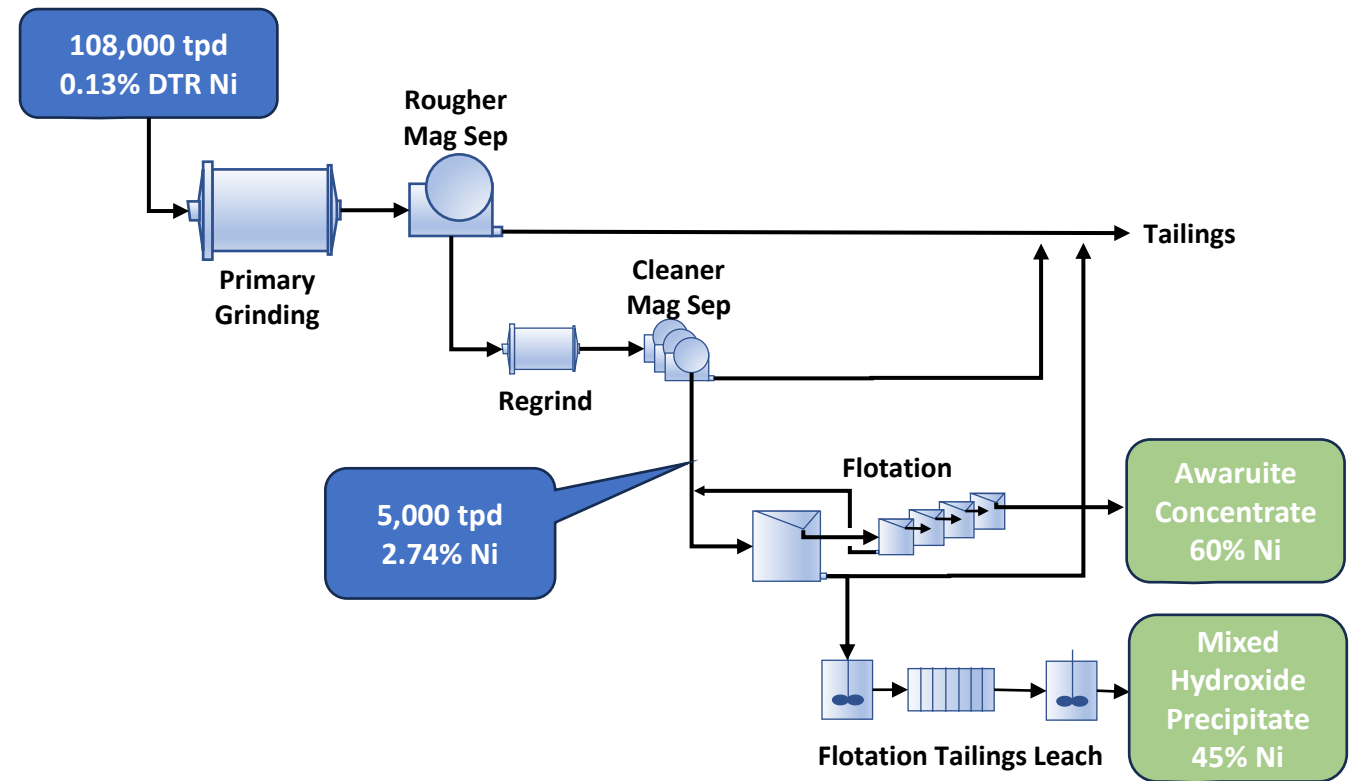 108,000 tpd
0.13% DTR Ni
Rougher
Mag Sep
Primary
Grinding
Tailings
Cleaner
Mag Sep
Regrind
5,000 tpd
2.74% Ni
Flotation
Awaruite
Concentrate
60% Ni
Flotation Tailings Leach
Mixed
Hydroxide
Precipitate
45% Ni